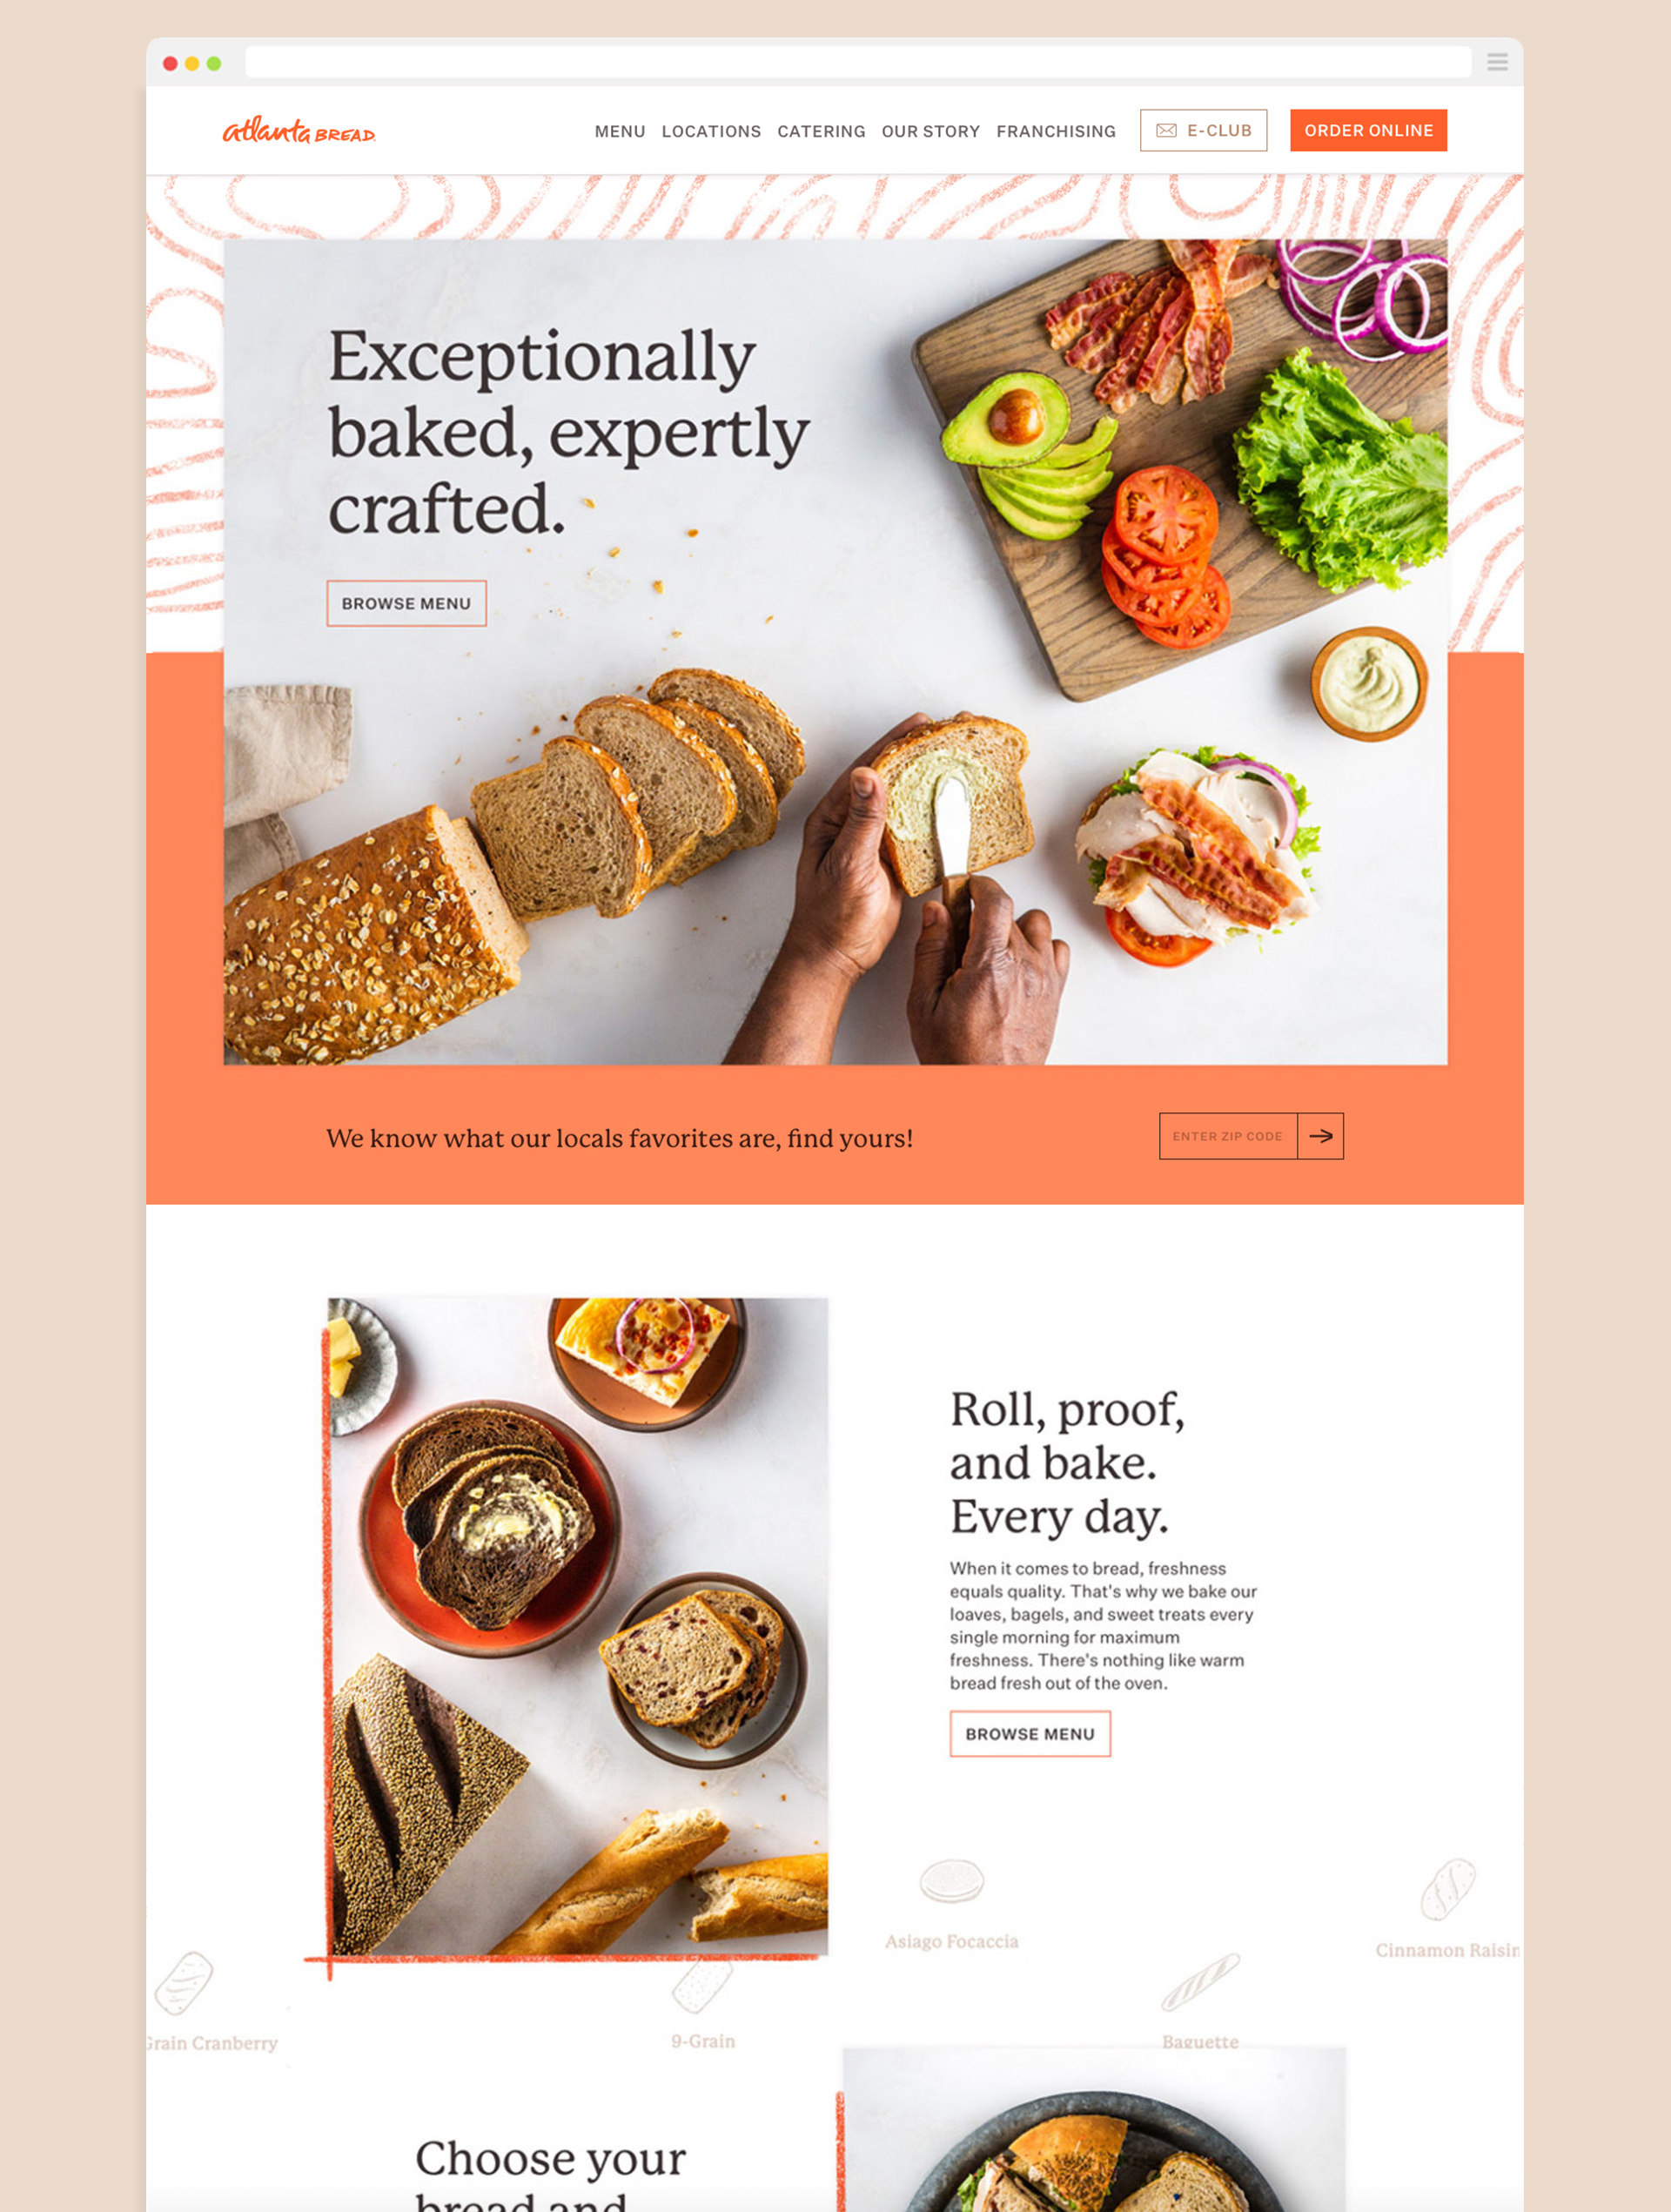 atlanta BREAD
MENU LOCATIONS CATERING OUR STORY FRANCHISING E-CLUB ORDER ONLINE
Exceptionally
baked, expertly
crafted.
BROWSE MENU
We know what our locals favorites are, find yours!
ENTER ZIP CODE
Roll, proof,
and bake.
Every day.
When it comes to bread, freshness
equals quality. That's why we bake our
loaves, bagels, and sweet treats every
single morning for maximum
freshness. There's nothing like warm
bread fresh out of the oven.
BROWSE MENU
Asiago Focaccia
Cinnamon Raisin
Grain Cranberry
9-Grain
Baguette
Choose your
bread and